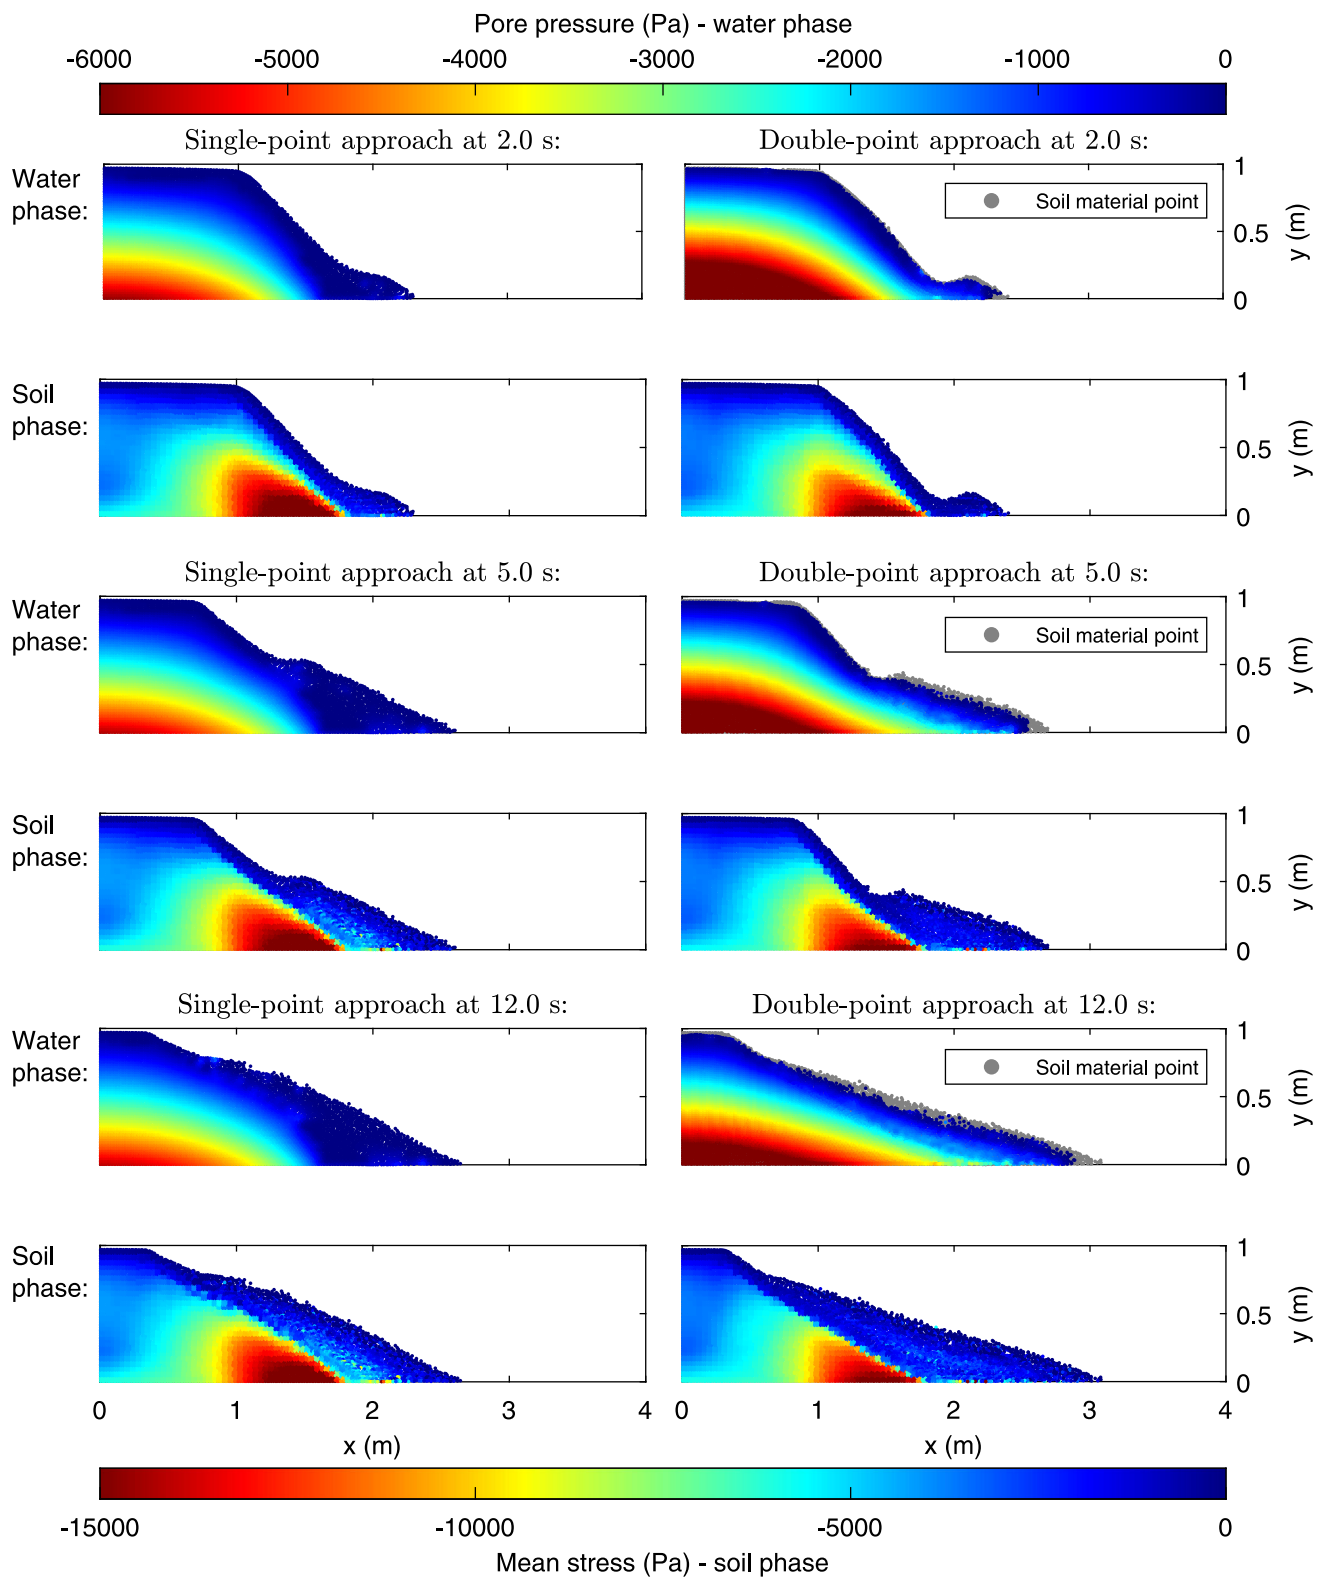 Pore pressure (Pa) - water phase
-6000 -5000 -4000 -3000 -2000 -1000 0
Single-point approach at 2.0 s: Double-point approach at 2.0 s:
Water
phase:
Soil material point
1
0.5
0
y (m)
Soil
phase:
1
0.5
0
y (m)
Single-point approach at 5.0 s: Double-point approach at 5.0 s:
Water
phase:
Soil material point
1
0.5
0
y (m)
Soil
phase:
1
0.5
0
y (m)
Single-point approach at 12.0 s: Double-point approach at 12.0 s:
Water
phase:
Soil material point
1
0.5
0
y (m)
Soil
phase:
1
0.5
0
y (m)
0 1 2 3 4 0 1 2 3 4
x (m) x (m)
-15000 -10000 -5000 0
Mean stress (Pa) - soil phase